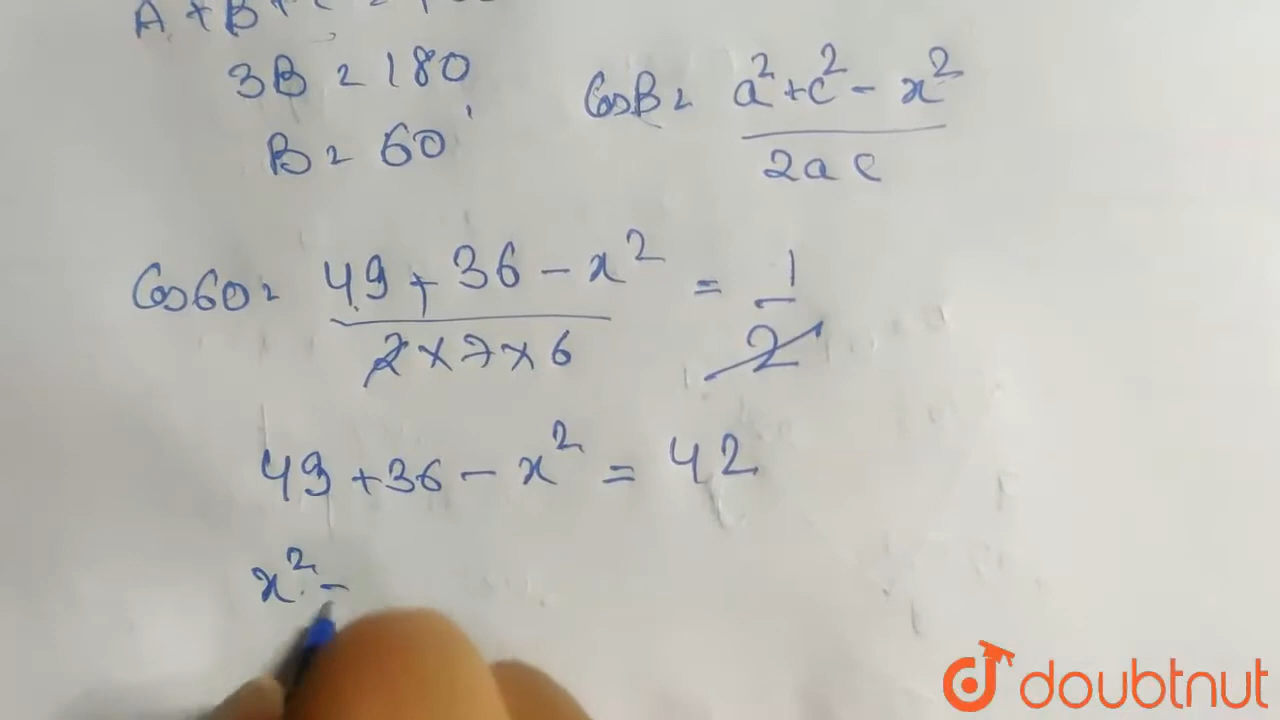 A + B +
3B = 180
B = 60
CosB = a² + c² - x² / 2ac
Cos60 = 49 + 36 - x² / 2 × 7 × 6 = 1 / 2
49 + 36 - x² = 42
x² -
doubtnut